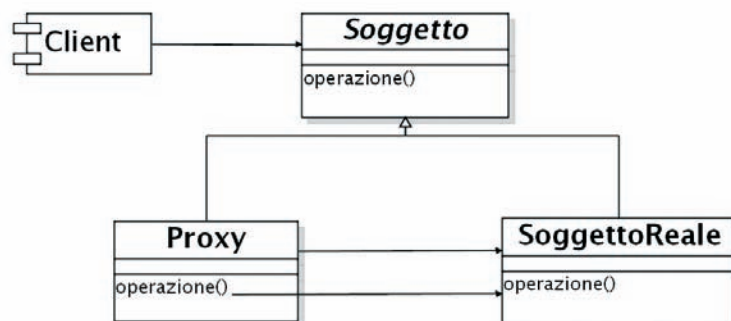 Client
Soggetto
operazione()
Proxy
operazione()
SoggettoReale
operazione()